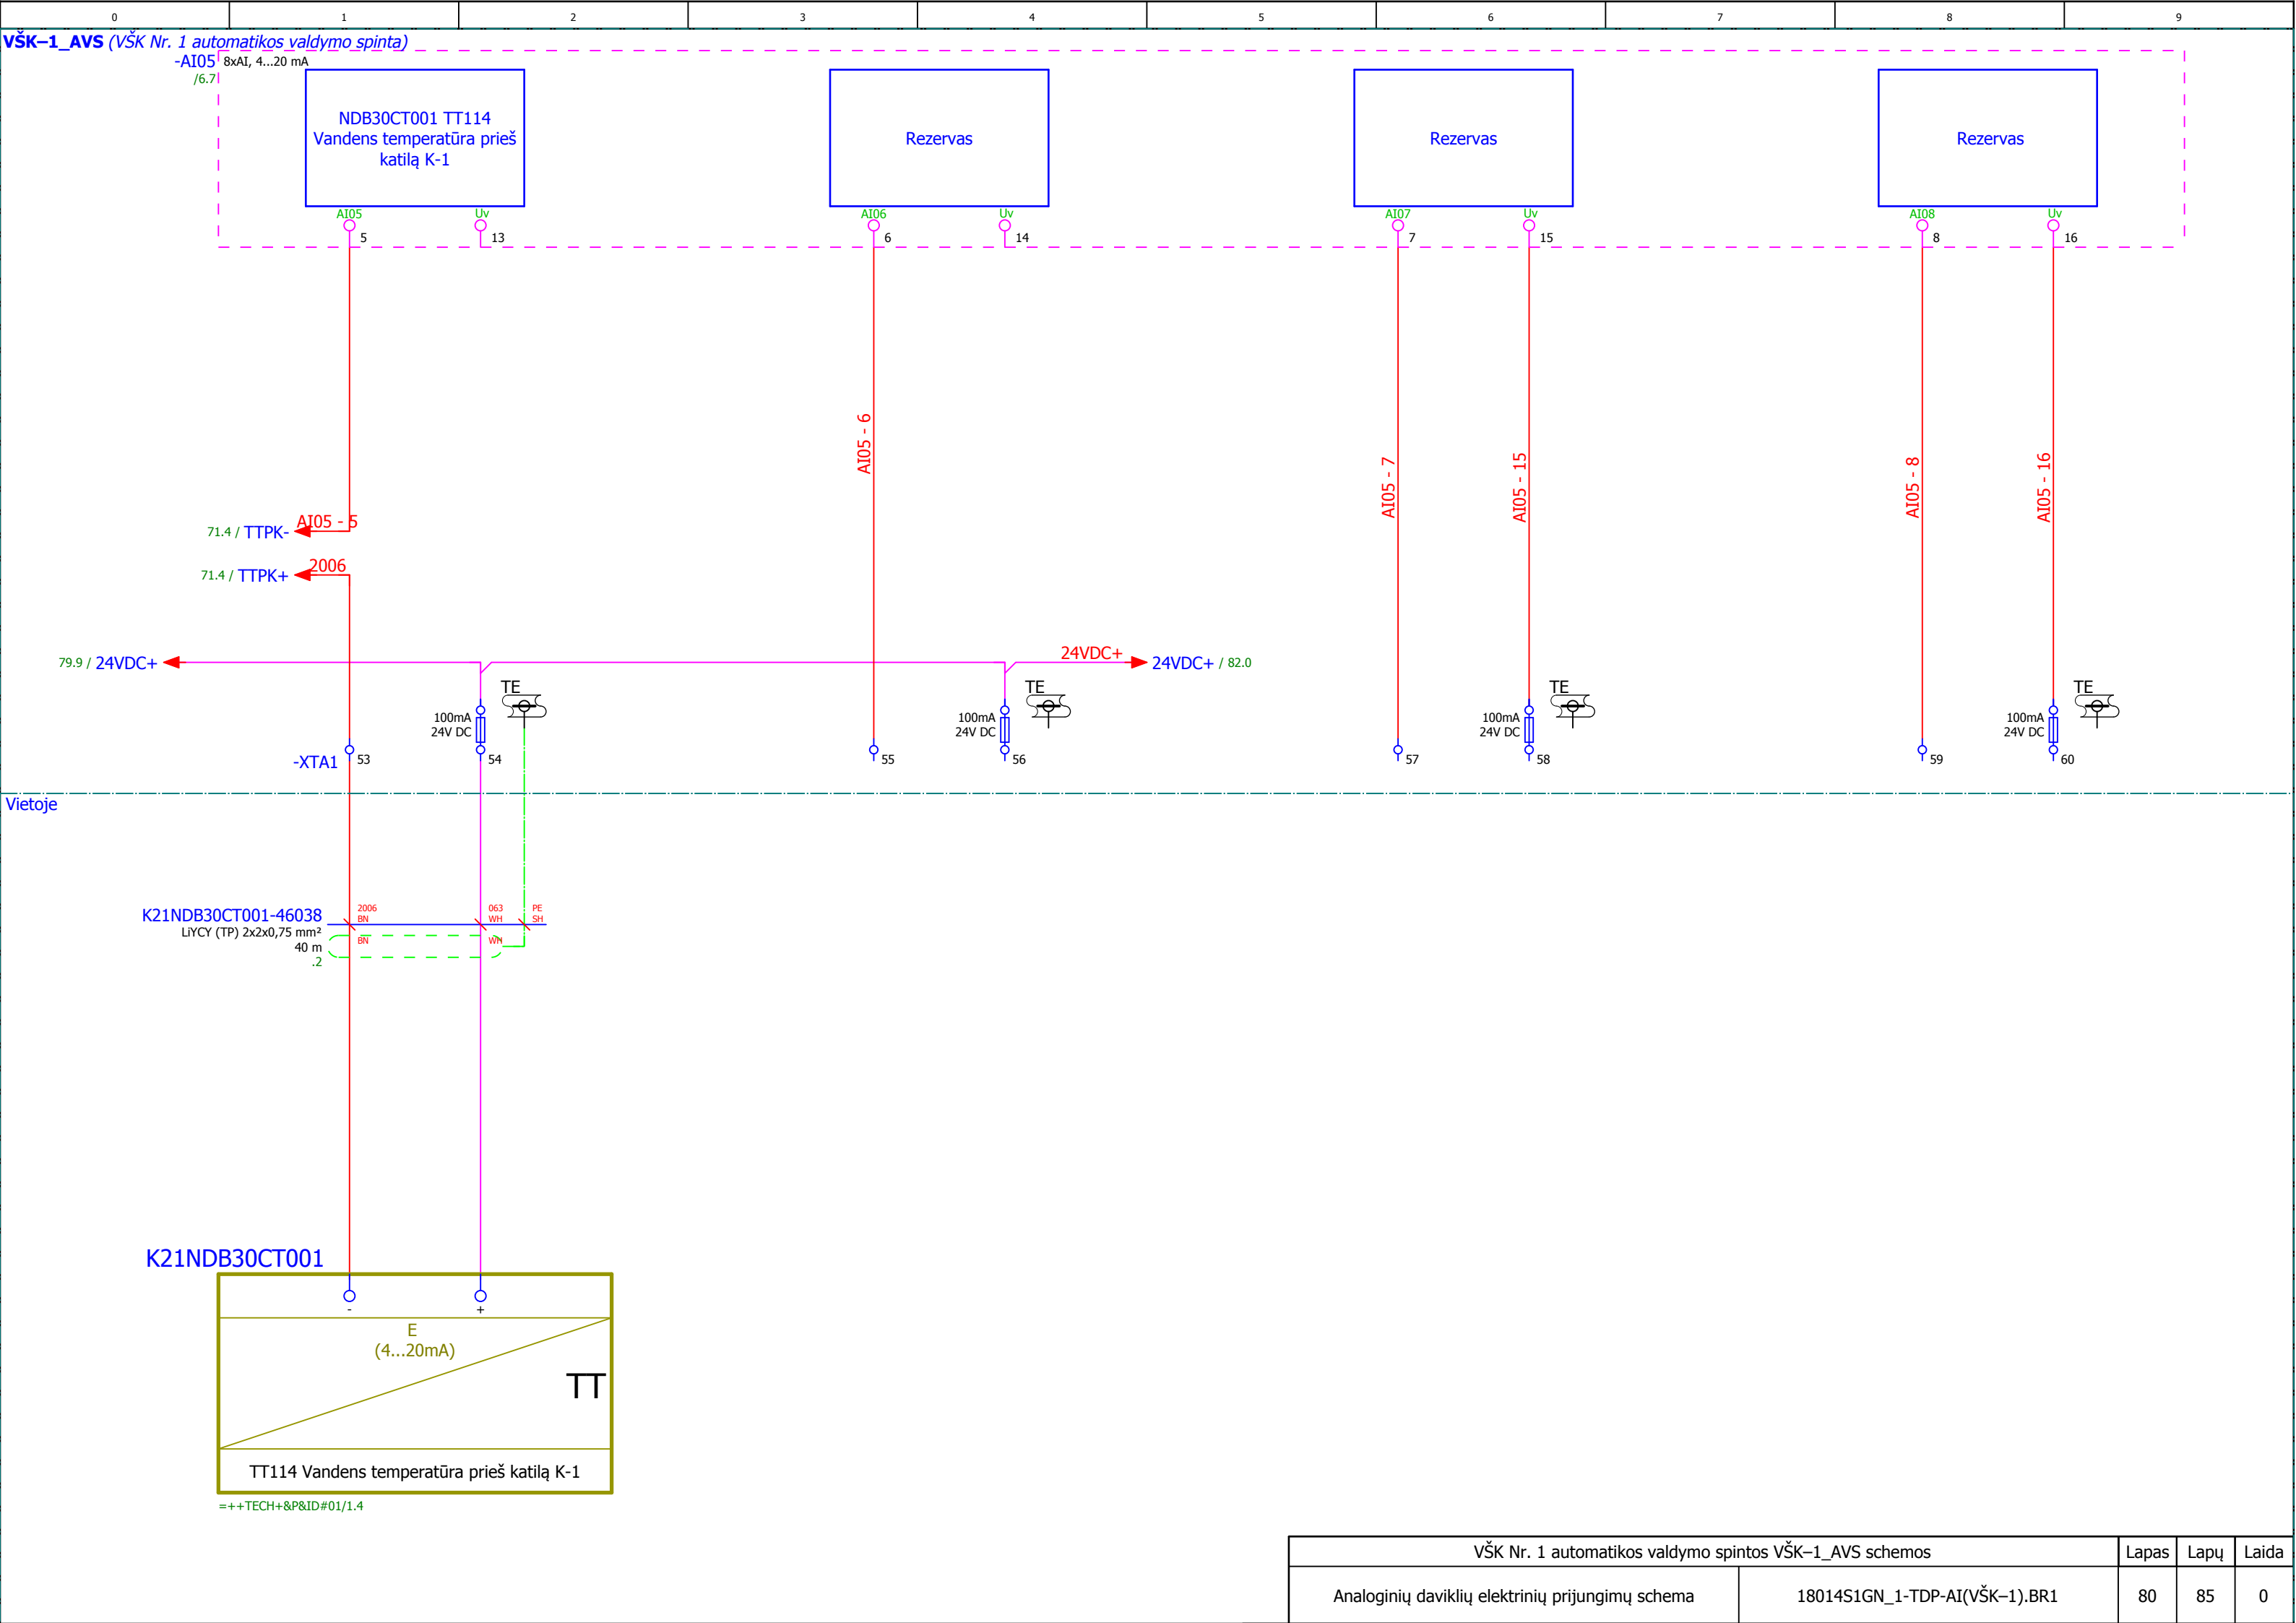 0 1 2 3 4 5 6 7 8 9
VŠK–1_AVS (VŠK Nr. 1 automatikos valdymo spinta)
-AI05 8xAI, 4...20 mA
/6.7
NDB30CT001 TT114
Vandens temperatūra prieš
katilą K-1
Rezervas
Rezervas
Rezervas
AI05 Uv AI06 Uv AI07 Uv AI08 Uv
5 13 6 14 7 15 8 16
AI05 - 6
AI05 - 7
AI05 - 15
AI05 - 8
AI05 - 16
AI05 - 5
71.4 / TTPK-
2006
71.4 / TTPK+
79.9 / 24VDC+
24VDC+
24VDC+ / 82.0
TE TE TE TE
100mA 100mA 100mA 100mA
24V DC 24V DC 24V DC 24V DC
-XTA1 53 54 55 56 57 58 59 60
Vietoje
2006 063 PE
K21NDB30CT001-46038 BN WH SH
LiYCY (TP) 2x2x0,75 mm²
BN WH
40 m
.2
K21NDB30CT001
- +
E
(4...20mA)
TT
TT114 Vandens temperatūra prieš katilą K-1
=++TECH+&P&ID#01/1.4
VŠK Nr. 1 automatikos valdymo spintos VŠK–1_AVS schemos Lapas Lapų Laida
Analoginių daviklių elektrinių prijungimų schema 18014S1GN_1-TDP-AI(VŠK–1).BR1 80 85 0